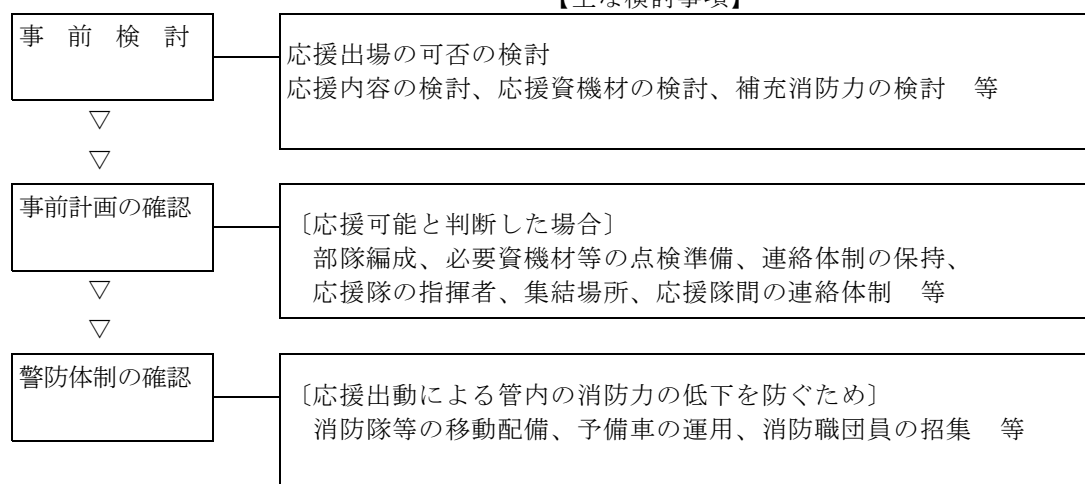 【主な検討事項】
事前検討
応援出場の可否の検討
応援内容の検討、応援資機材の検討、補充消防力の検討　等
▽
▽
事前計画の確認
〔応援可能と判断した場合〕
部隊編成、必要資機材等の点検準備、連絡体制の保持、
応援隊の指揮者、集結場所、応援隊間の連絡体制　等
▽
▽
警防体制の確認
〔応援出動による管内の消防力の低下を防ぐため〕
消防隊等の移動配備、予備車の運用、消防職団員の招集　等